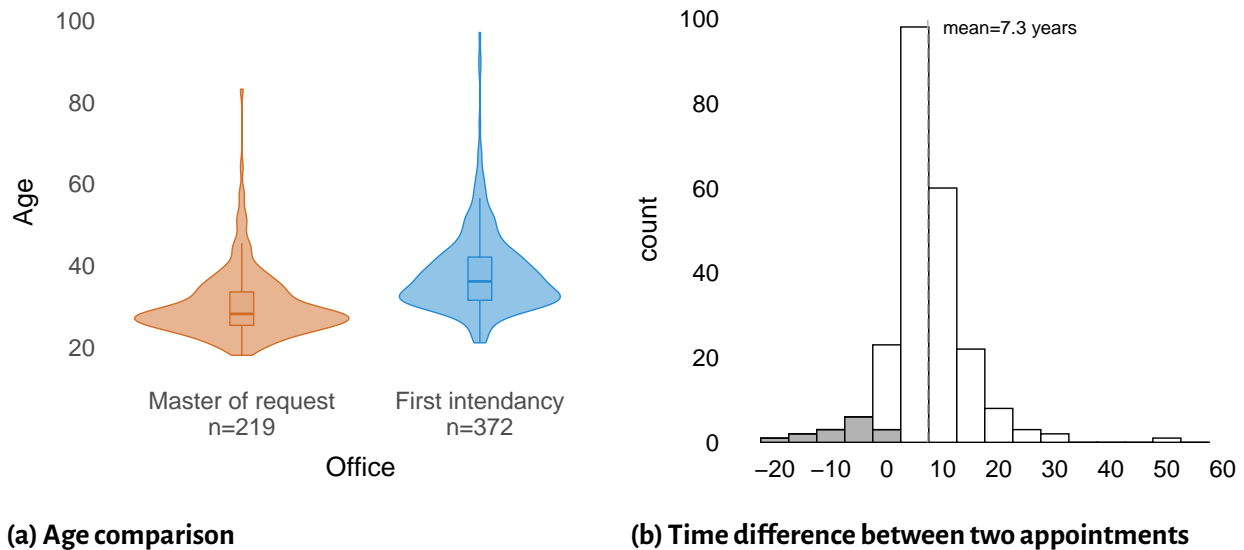 100
80
60
40
20
Age
Master of request
n=219
First intendancy
n=372
Office
(a) Age comparison
100
80
60
40
20
0
count
mean=7.3 years
−20
−10
0
10
20
30
40
50
60
(b) Time difference between two appointments